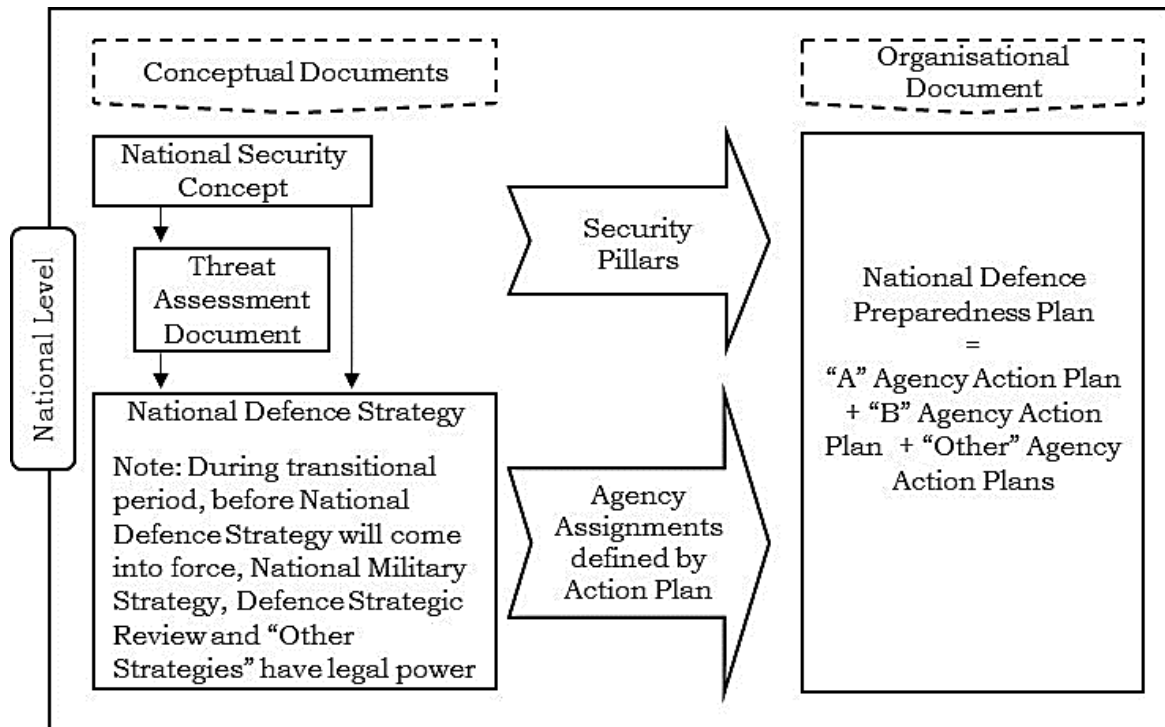 Conceptual Documents
Organisational
Document
National Level
National Security
Concept
Threat
Assessment
Document
National Defence Strategy
Note: During transitional
period, before National
Defence Strategy will come
into force, National Military
Strategy, Defence Strategic
Review and “Other
Strategies” have legal power
Security
Pillars
Agency
Assignments
defined by
Action Plan
National Defence
Preparedness Plan
=
“A” Agency Action Plan
+ “B” Agency Action
Plan + “Other” Agency
Action Plans